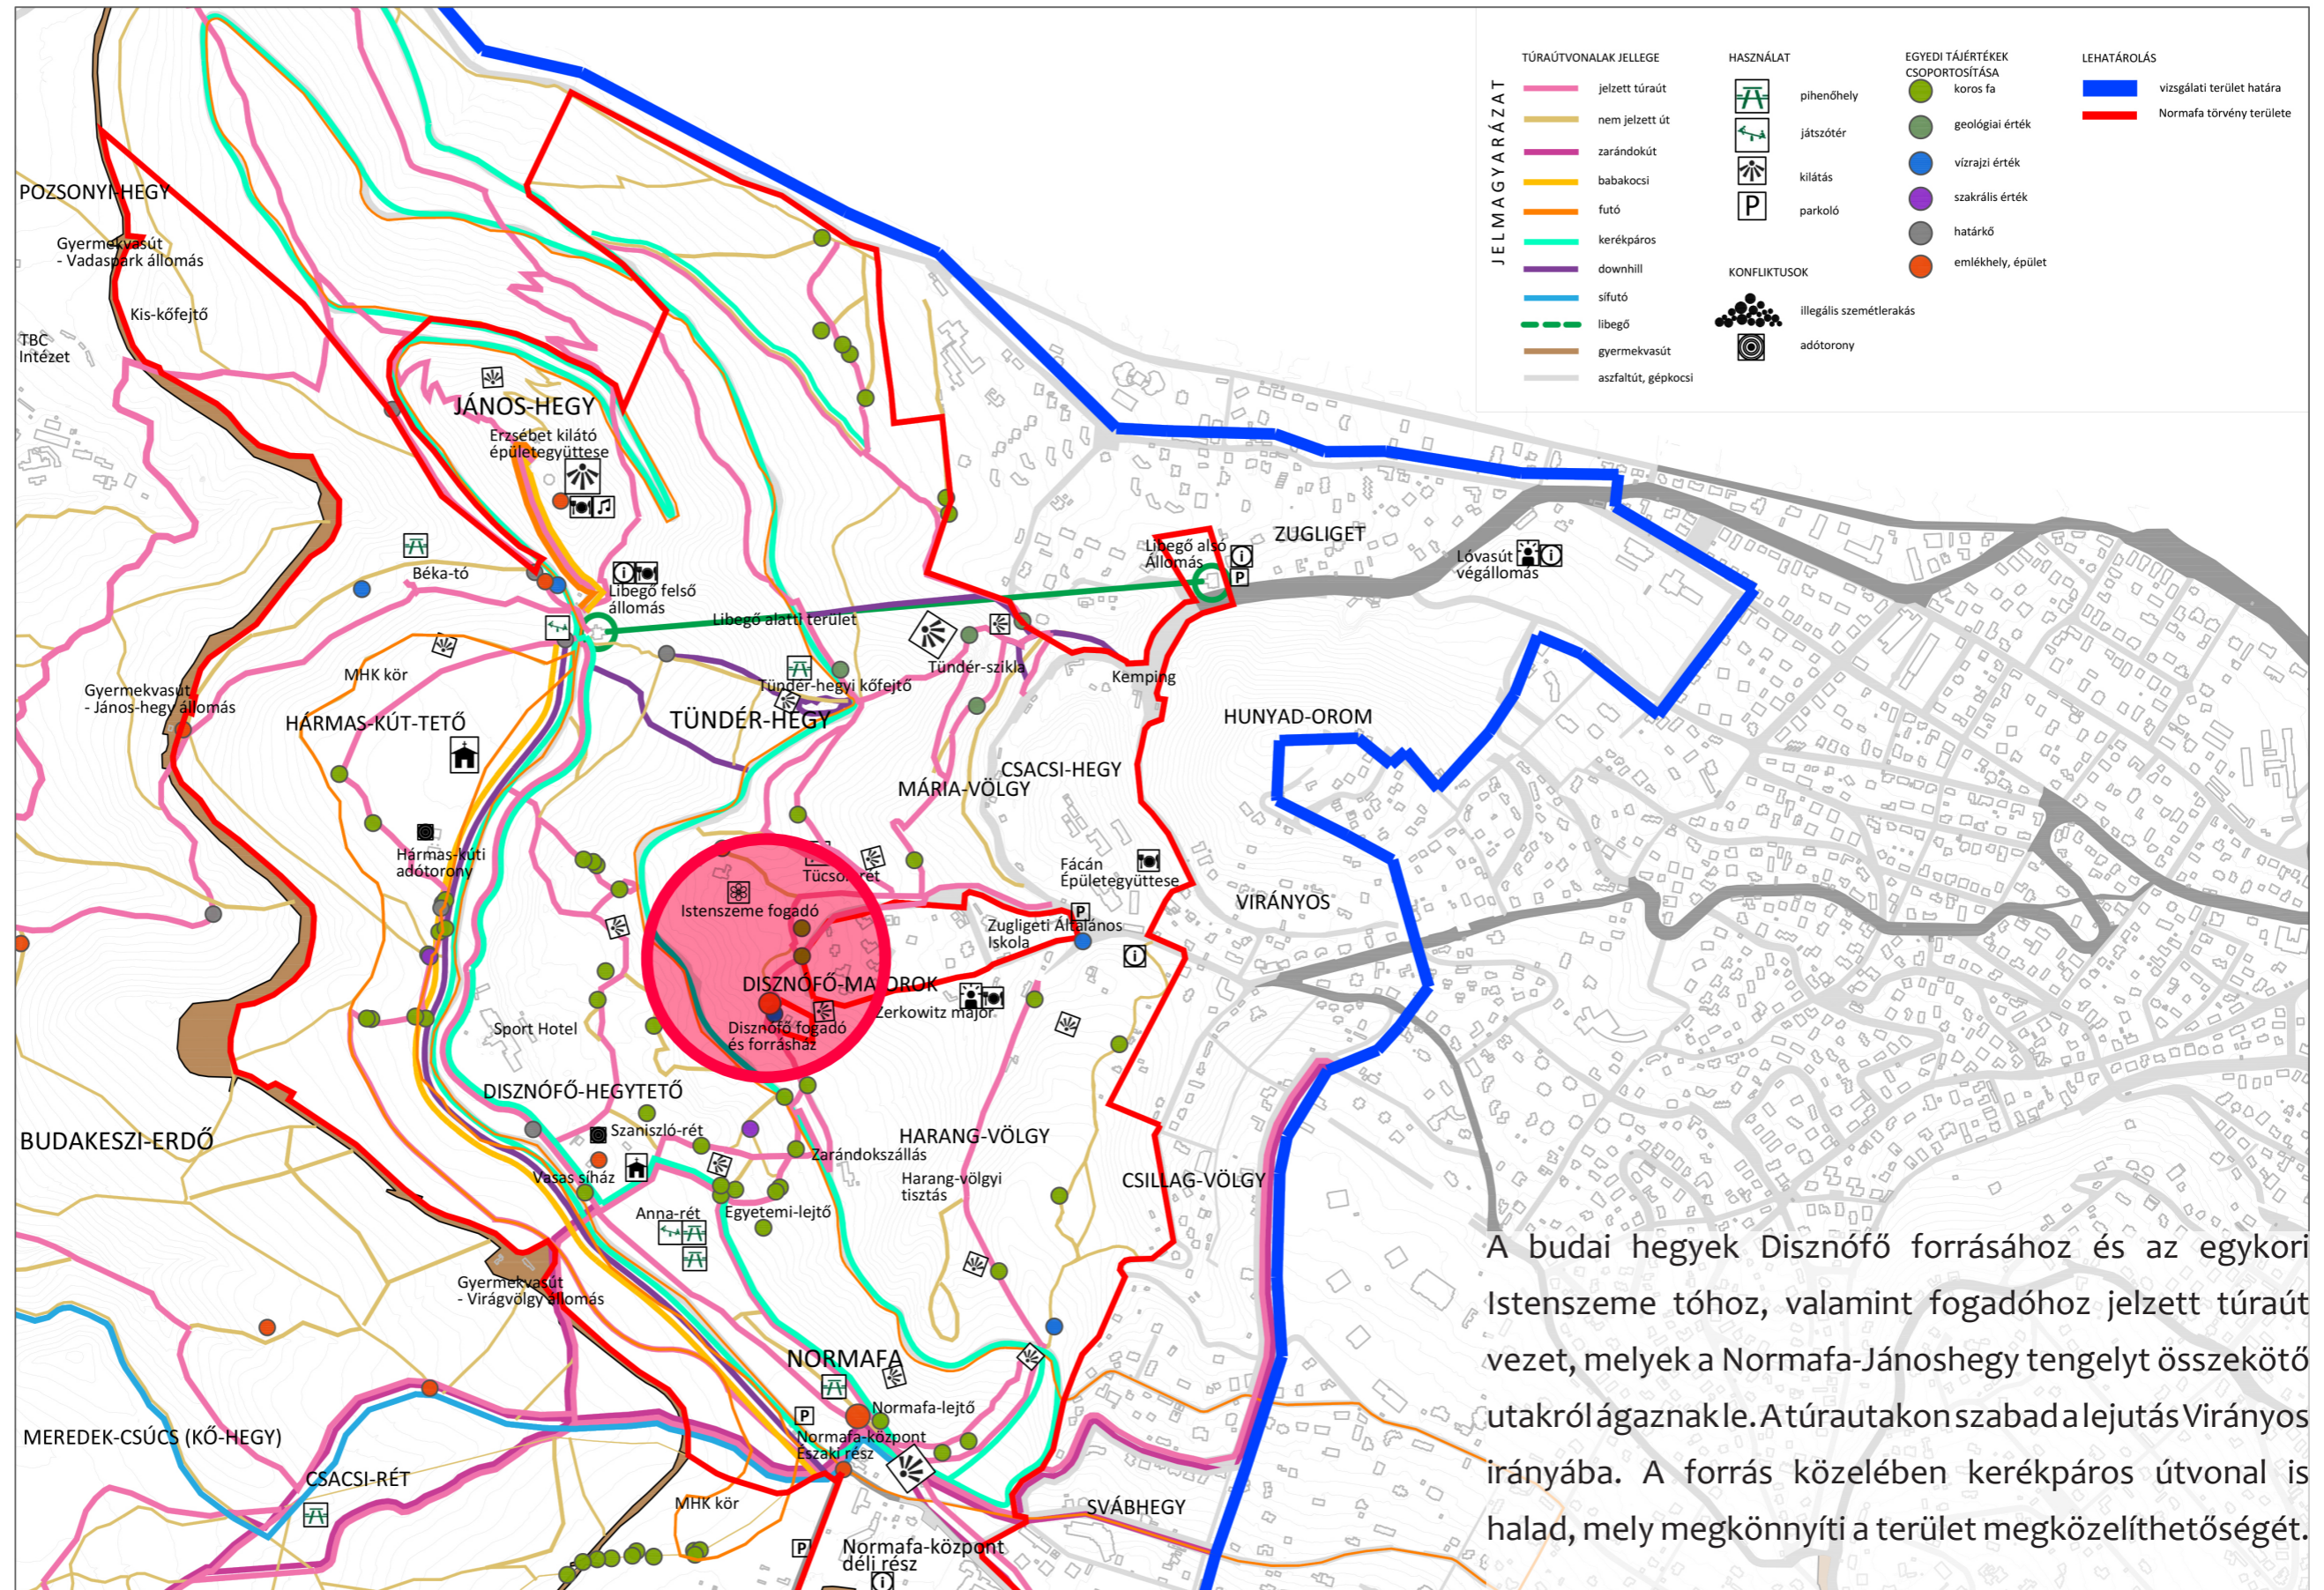 JELMAGYARÁZAT
TÚRAÚTVONALAK JELLEGE
jelzett túraút
nem jelzett út
zarándokút
babakocsi
futó
kerékpáros
downhill
sífutó
libegő
gyermekvasút
aszfaltút, gépkocsi
HASZNÁLAT
pihenőhely
játszótér
kilátás
P
parkoló
KONFLIKTUSOK
illegális szemétlerakás
adótorony
EGYEDI TÁJÉRTÉKEK
CSOPORTOSÍTÁSA
koros fa
geológiai érték
vízrajzi érték
szakrális érték
határkő
emlékhely, épület
LEHATÁROLÁS
vizsgálati terület határa
Normafa törvény területe
POZSONYI-HEGY
Gyermekvasút
- Vadaspark állomás
Kis-kőfejtő
TBC
Intézet
JÁNOS-HEGY
Erzsébet kilátó
épületegyüttese
Béka-tó
Libegő felső
állomás
Libegő alatti terület
Libegő alsó
Állomás
P
ZUGLIGET
Lóvasút
végállomás
MHK kör
Gyermekvasút
- János-hegy állomás
HÁRMAS-KÚT-TETŐ
Tündér-hegyi kőfejtő
TÜNDÉR-HEGY
Tündér-szikla
Kemping
HUNYAD-OROM
CSACSI-HEGY
MÁRIA-VÖLGY
Hármas-kúti
adótorony
Tücsök-rét
Fácán
Épületegyüttese
VIRÁNYOS
Istenszeme fogadó
P
Zugligeti Általános
Iskola
DISZNÓFŐ-MAJOROK
Zerkowitz major
Disznófő fogadó
és forrásház
Sport Hotel
DISZNÓFŐ-HEGYTETŐ
Szaniszló-rét
Vasas síház
BUDAKESZI-ERDŐ
HARANG-VÖLGY
Zarándokszállás
Harang-völgyi
tisztás
CSILLAG-VÖLGY
Anna-rét
Egyetemi-lejtő
Gyermekvasút
- Virágvölgy állomás
NORMAFA
P
Normafa-lejtő
Normafa-központ
Északi rész
MEREDEK-CSÚCS (KŐ-HEGY)
CSACSI-RÉT
MHK kör
SVÁBHEGY
P
Normafa-központ
déli rész
A budai hegyek Disznófő forrásához és az egykori
Istenszeme tóhoz, valamint fogadóhoz jelzett túraút
vezet, melyek a Normafa-Jánoshegy tengelyt összekötő
utakról ágaznak le. A túrautakon szabad a lejutás Virányos
irányába. A forrás közelében kerékpáros útvonal is
halad, mely megkönnyíti a terület megközelíthetőségét.